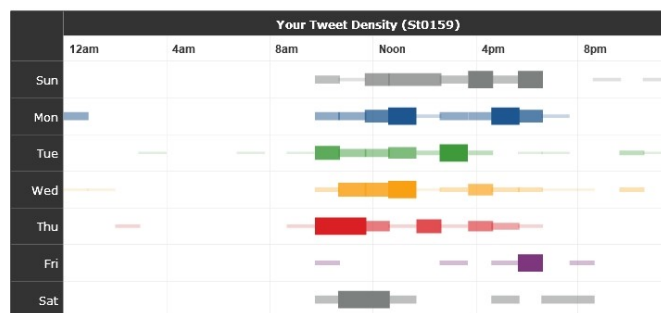 Your Tweet Density (St0159)
12am 4am 8am Noon 4pm 8pm
Sun
Mon
Tue
Wed
Thu
Fri
Sat